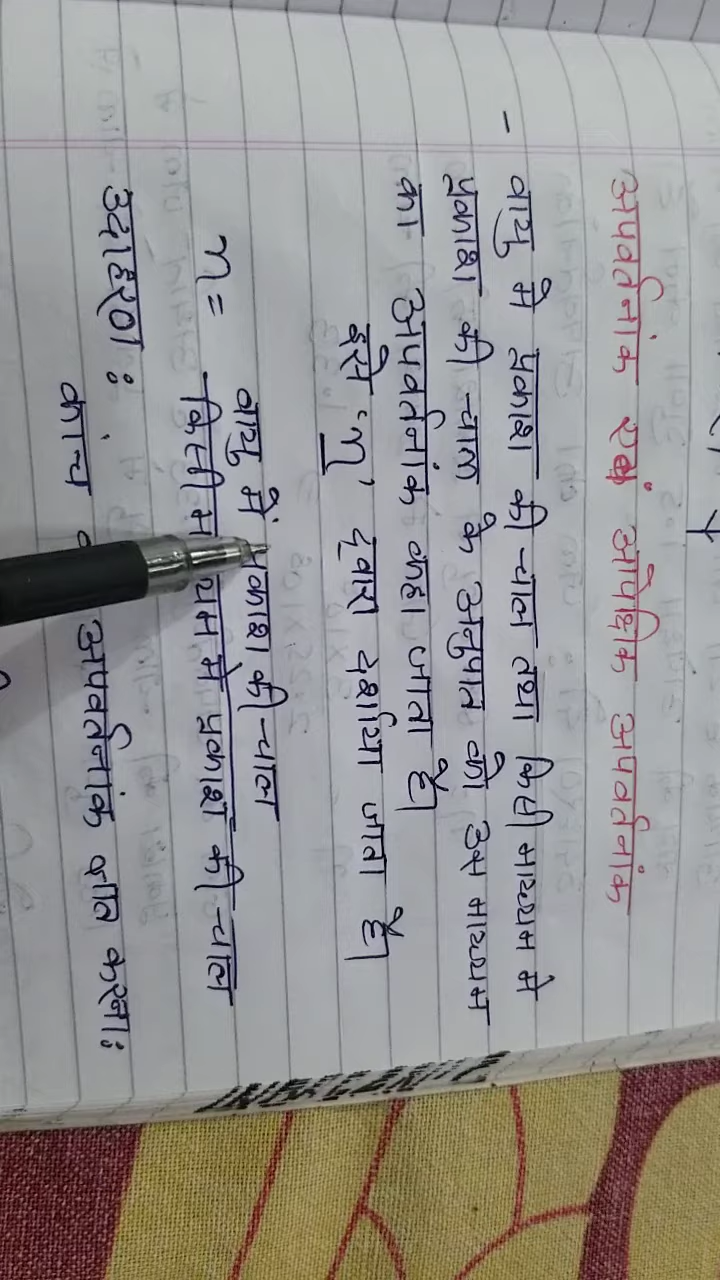 अपवर्तनांक एवं औपेक्षिक अपवर्तनांक
- वायु में प्रकाश की चाल तथा किसी माध्यम में
प्रकाश की चाल के अनुपात को उस माध्यम
का अपवर्तनांक कहा जाता है।
इसे 'η' द्वारा दर्शाया जाता है।
η = वायु में प्रकाश की चाल
किसी माध्यम में प्रकाश की चाल
उदाहरण :
काच अपवर्तनांक ज्ञात करना :